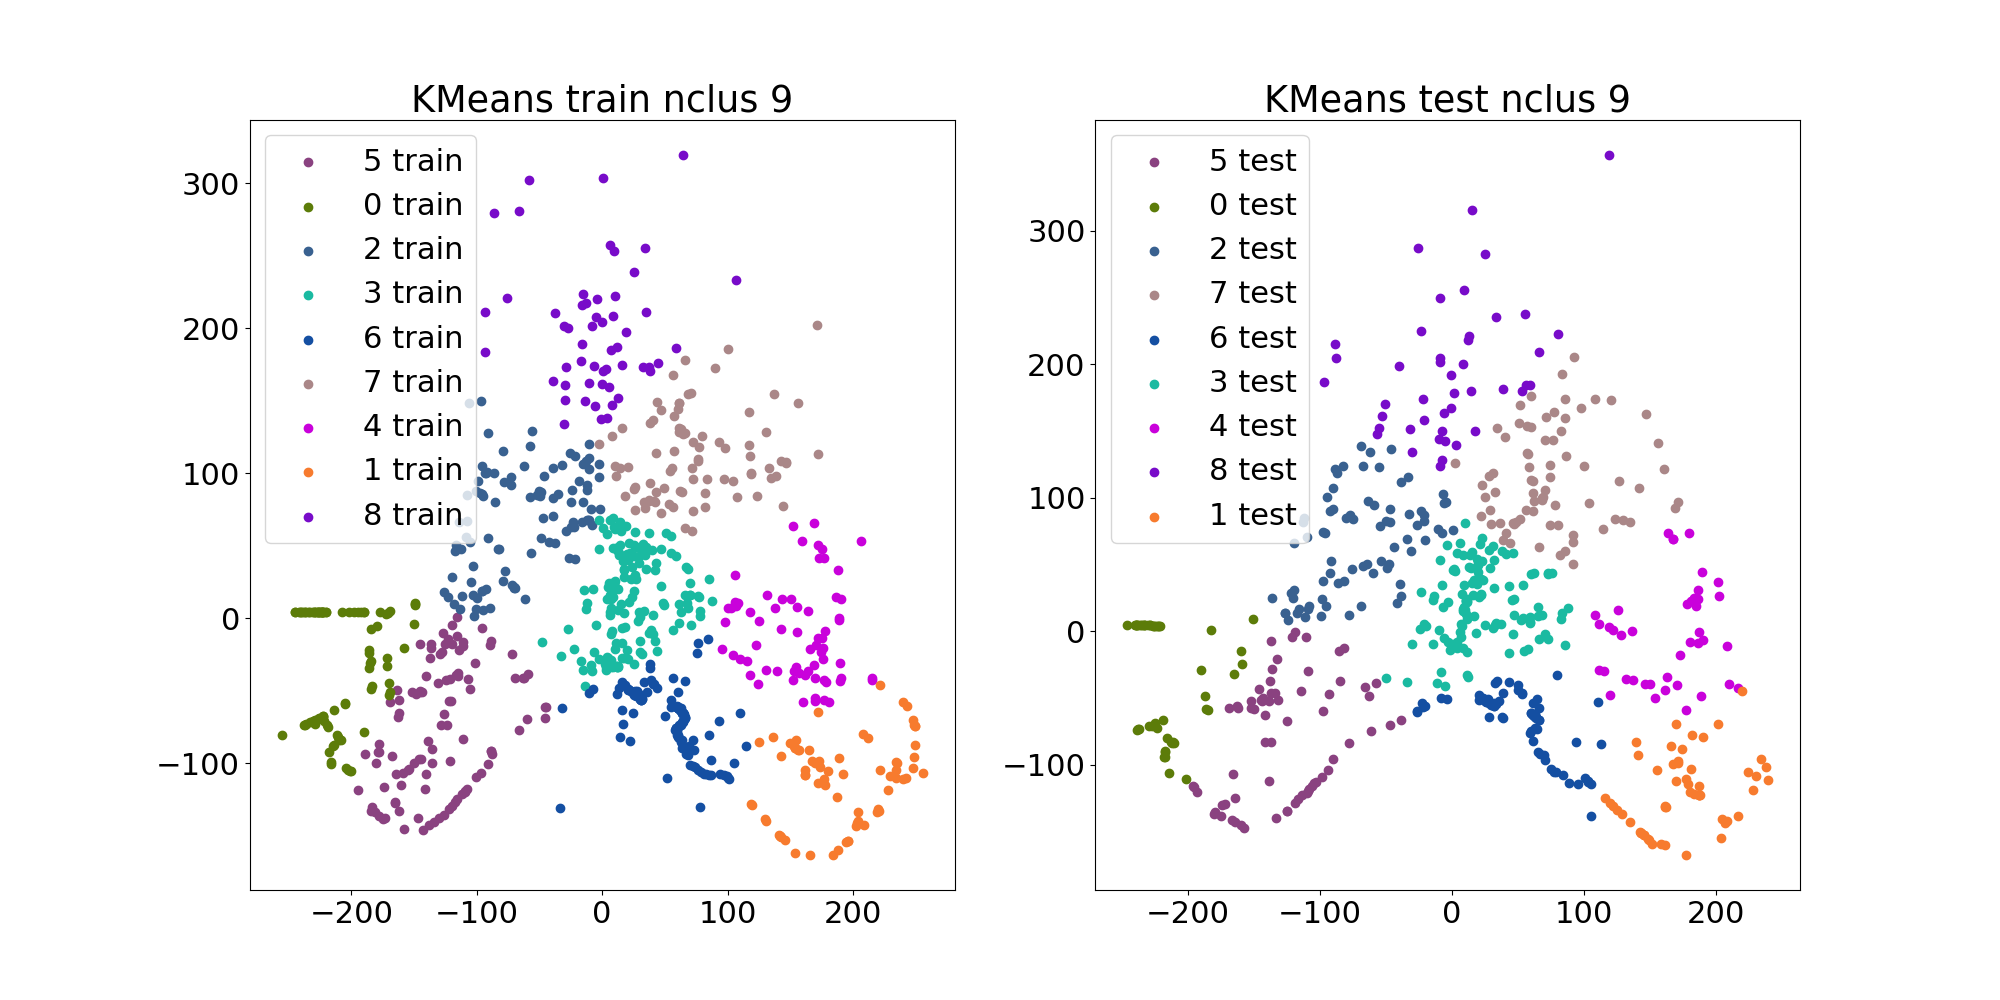 KMeans train nclus 9
5 train
0 train
2 train
3 train
6 train
7 train
4 train
1 train
8 train
300
200
100
0
−100
−200
−100
0
100
200
KMeans test nclus 9
5 test
0 test
2 test
7 test
6 test
3 test
4 test
8 test
1 test
300
200
100
0
−100
−200
−100
0
100
200